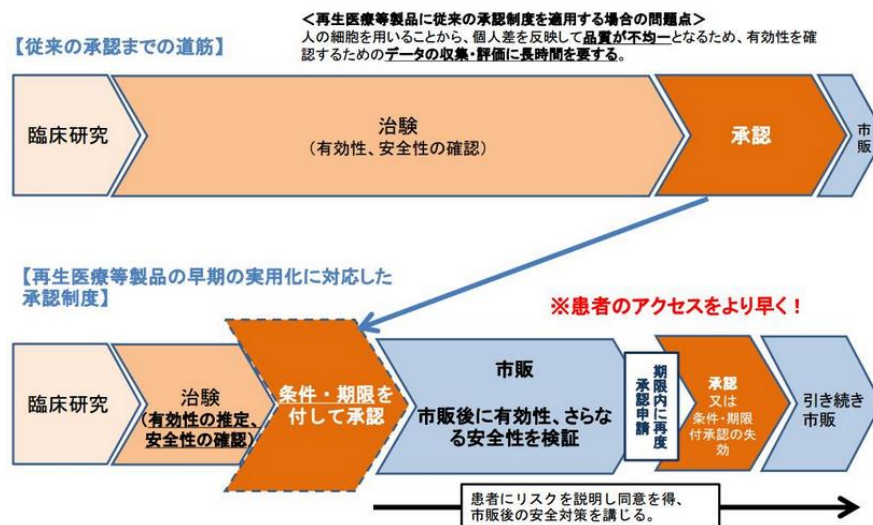 ＜再生医療等製品に従来の承認制度を適用する場合の問題点＞
人の細胞を用いることから、個人差を反映して品質が不均一となるため、有効性を確
認するためのデータの収集・評価に長時間を要する。
【従来の承認までの道筋】
臨床研究
治験
（有効性、安全性の確認）
承認
市
販
【再生医療等製品の早期の実用化に対応した
承認制度】
※患者のアクセスをより早く！
臨床研究
治験
（有効性の推定、
安全性の確認）
条件・期限を
付して承認
市販
市販後に有効性、さらな
る安全性を検証
期限内に再度
承認申請
承認
又は
条件・期限
付承認の失
効
引き続き
市販
患者にリスクを説明し同意を得、
市販後の安全対策を講じる。